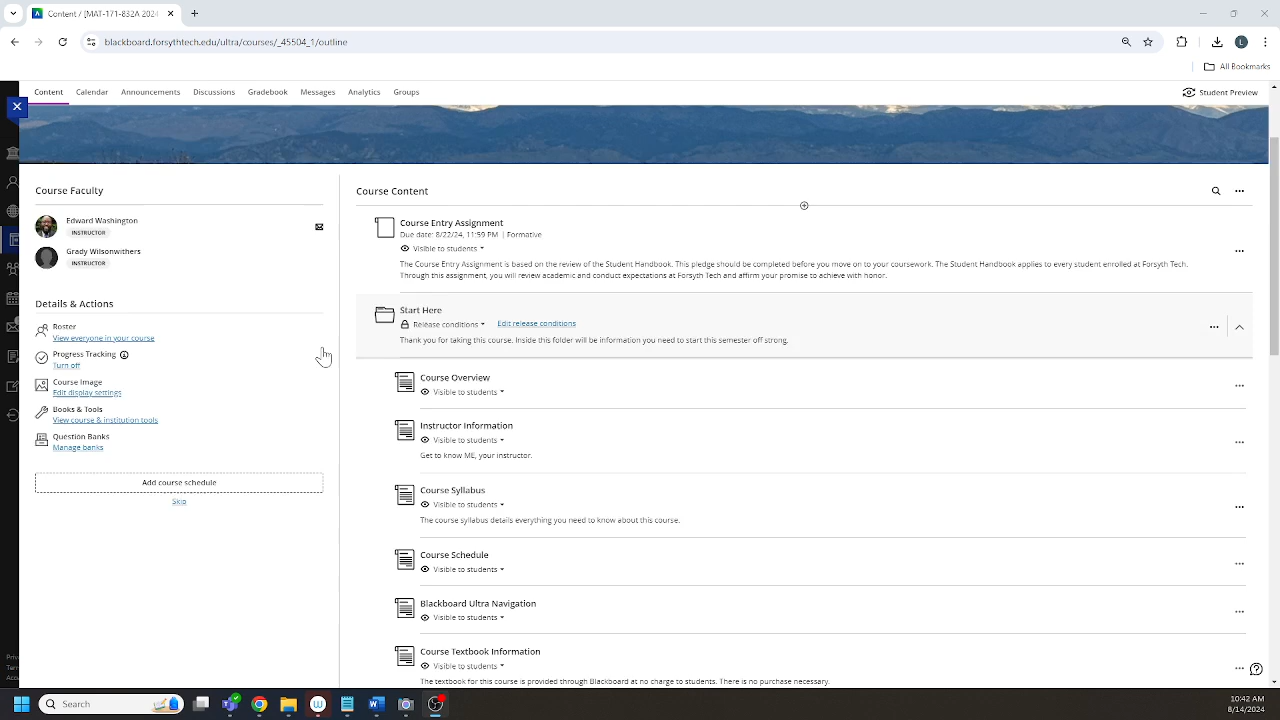 Content / [MAT-171-832A 2024
blackboard.forsythtech.edu/ultra/courses/_45504_1/outline
All Bookmarks
Content Calendar Announcements Discussions Gradebook Messages Analytics Groups
Student Preview
Course Faculty
Edward Washington
INSTRUCTOR
Grady Wilsonwithers
INSTRUCTOR
Details & Actions
Roster
View everyone in your course
Progress Tracking
Turn off
Course Image
Edit display settings
Books & Tools
View course & institution tools
Question Banks
Manage banks
Add course schedule
Skip
Course Content
Course Entry Assignment
Due date: 8/22/24, 11:59 PM | Formative
Visible to students
The Course Entry Assignment is based on the review of the Student Handbook. This pledge should be completed before you move on to your coursework. The Student Handbook applies to every student enrolled at Forsyth Tech.
Through this assignment, you will review academic and conduct expectations at Forsyth Tech and affirm your promise to achieve with honor.
Start Here
Release conditions Edit release conditions
Thank you for taking this course. Inside this folder will be information you need to start this semester off strong.
Course Overview
Visible to students
Instructor Information
Visible to students
Get to know ME, your instructor.
Course Syllabus
Visible to students
The course syllabus details everything you need to know about this course.
Course Schedule
Visible to students
Blackboard Ultra Navigation
Visible to students
Course Textbook Information
Visible to students
The textbook for this course is provided through Blackboard at no charge to students. There is no purchase necessary.
Priv
Terr
Acc
Search
10:42 AM
8/14/2024